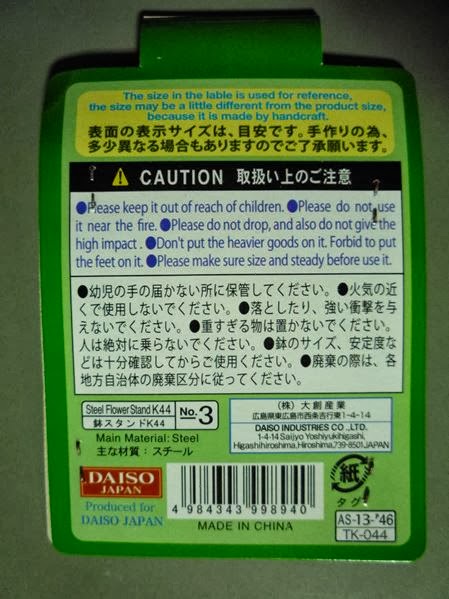 The size in the lable is used for reference,
the size may be a little different from the product size,
because it is made by handcraft.
表面の表示サイズは、目安です。手作りの為、
多少異なる場合もありますのでご了承願います。
CAUTION 取扱い上のご注意
●Please keep it out of reach of children. ●Please do not use
it near the fire. ●Please do not drop, and also do not give the
high impact . ●Don't put the heavier goods on it. Forbid to put
the feet on it. ●Please make sure size and steady before use it.
●幼児の手の届かない所に保管してください。●火気の近
くで使用しないでください。●落としたり、強い衝撃を与
えないでください。●重すぎる物は置かないでください。
人は絶対に乗らないでください。●鉢のサイズ、安定度な
どは十分確認してからご使用ください。●廃棄の際は、各
地方自治体の廃棄区分に従ってください。
Steel Flower Stand K44
鉢スタンドK44
No.3
Main Material: Steel
主な材質：スチール
(株) 大創産業
広島県東広島市西条吉行東1-4-14
DAISO INDUSTRIES CO., LTD.
1-4-14 Saijyo Yoshiyukihigashi,
Higashihiroshima, Hiroshima, 739-8501, JAPAN
DAISO
JAPAN
Produced for
DAISO JAPAN
4 984343 998940
MADE IN CHINA
紙
タグ
AS-13-'46
TK-044